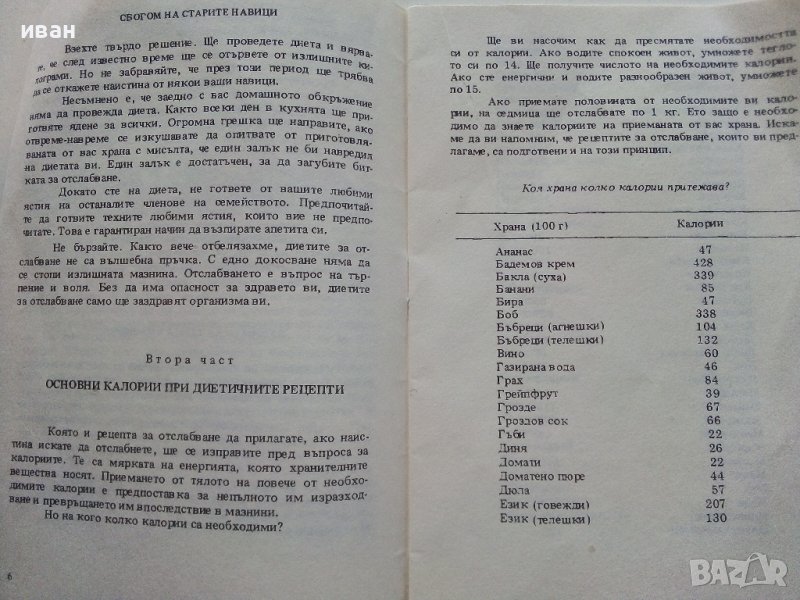 иван
СБОГОМ НА СТАРИТЕ НАВИЦИ
Взехте твърдо решение. Ще проведете диета и вярва-
те, че след известно време ще се отървете от излишните ки-
лограми. Но не забравяйте, че през този период ще трябва
да се откажете наистина от някои ваши навици.
Несъмнено е, че заедно с вас домашното обкръжение
няма да провежда диета. Както всеки ден в кухнята ще при-
готвяте ядене за всички. Огромна грешка ще направите, ако
отвреме-навреме се изкушавате да опитвате от приготовля-
ваната от вас храна с мисълта, че един залък не би навредил
на диетата ви. Един залък е достатъчен, за да загубите бит-
ката за отслабване.
Докато сте на диета, не гответе от вашите любими
ястия на останалите членове на семейството. Предпочитай-
те да готвите техните любими ястия, които вие не предпо-
читате. Това е гарантиран начин да възпирате апетита си.
Не бързайте. Както вече отбелязахме, диетите за от-
слабване не са вълшебна пръчка. С едно докосване няма да
се стопи излишната мазнина. Отслабването е въпрос на тър-
пение и воля. Без да има опасност за здравето ви, диетите
за отслабване само ще заздравят организма ви.
Втора част
ОСНОВНИ КАЛОРИИ ПРИ ДИЕТИЧНИТЕ РЕЦЕПТИ
Която и рецепта за отслабване да прилагате, ако наис-
тина искате да отслабнете, ще се изправите пред въпроса за
калориите. Те са мярката на енергията, която хранителните
вещества носят. Приемането от тялото на повече от необхо-
димите калории е предпоставка за непълното им изразход-
ване и превръщането им впоследствие в мазнини.
Но на кого колко калории са необходими?
6
Ще ви насочим как да пресмятате необходимостта
си от калории. Ако водите спокоен живот, умножете тегло-
то си по 14. Ще получите числото на необходимите калории.
Ако сте енергични и водите разнообразен живот, умножете
по 15.
Ако приемате половината от необходимите ви кало-
рии, на седмица ще отслабвате по 1 кг. Ето защо е необхо-
димо да знаете калориите на приеманата от вас храна. Иска-
ме да ви напомним, че рецептите за отслабване, които ви пред-
лагаме, са подготвени и на този принцип.
Коя храна колко калории притежава?
Храна (100 г) Калории
Ананас 47
Бадемов крем 428
Бакла (суха) 339
Банани 85
Бира 47
Боб 338
Бъбреци (агнешки) 104
Бъбреци (телешки) 132
Вино 60
Газирана вода 46
Грах 84
Грейпфрут 39
Грозде 67
Гроздов сок 66
Гъби 22
Диня 26
Домати 22
Доматено пюре 44
Дюла 57
Език (говежди) 207
Език (телешки) 130
BAZAR